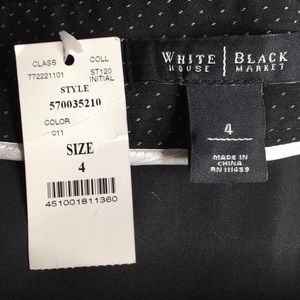 CLASS COLL
772221101 ST120
INITIAL
STYLE
570035210
COLOR
011
SIZE
4
451001811360
WHITE | BLACK
HOUSE | MARKET
4
MADE IN
CHINA
RN 111459